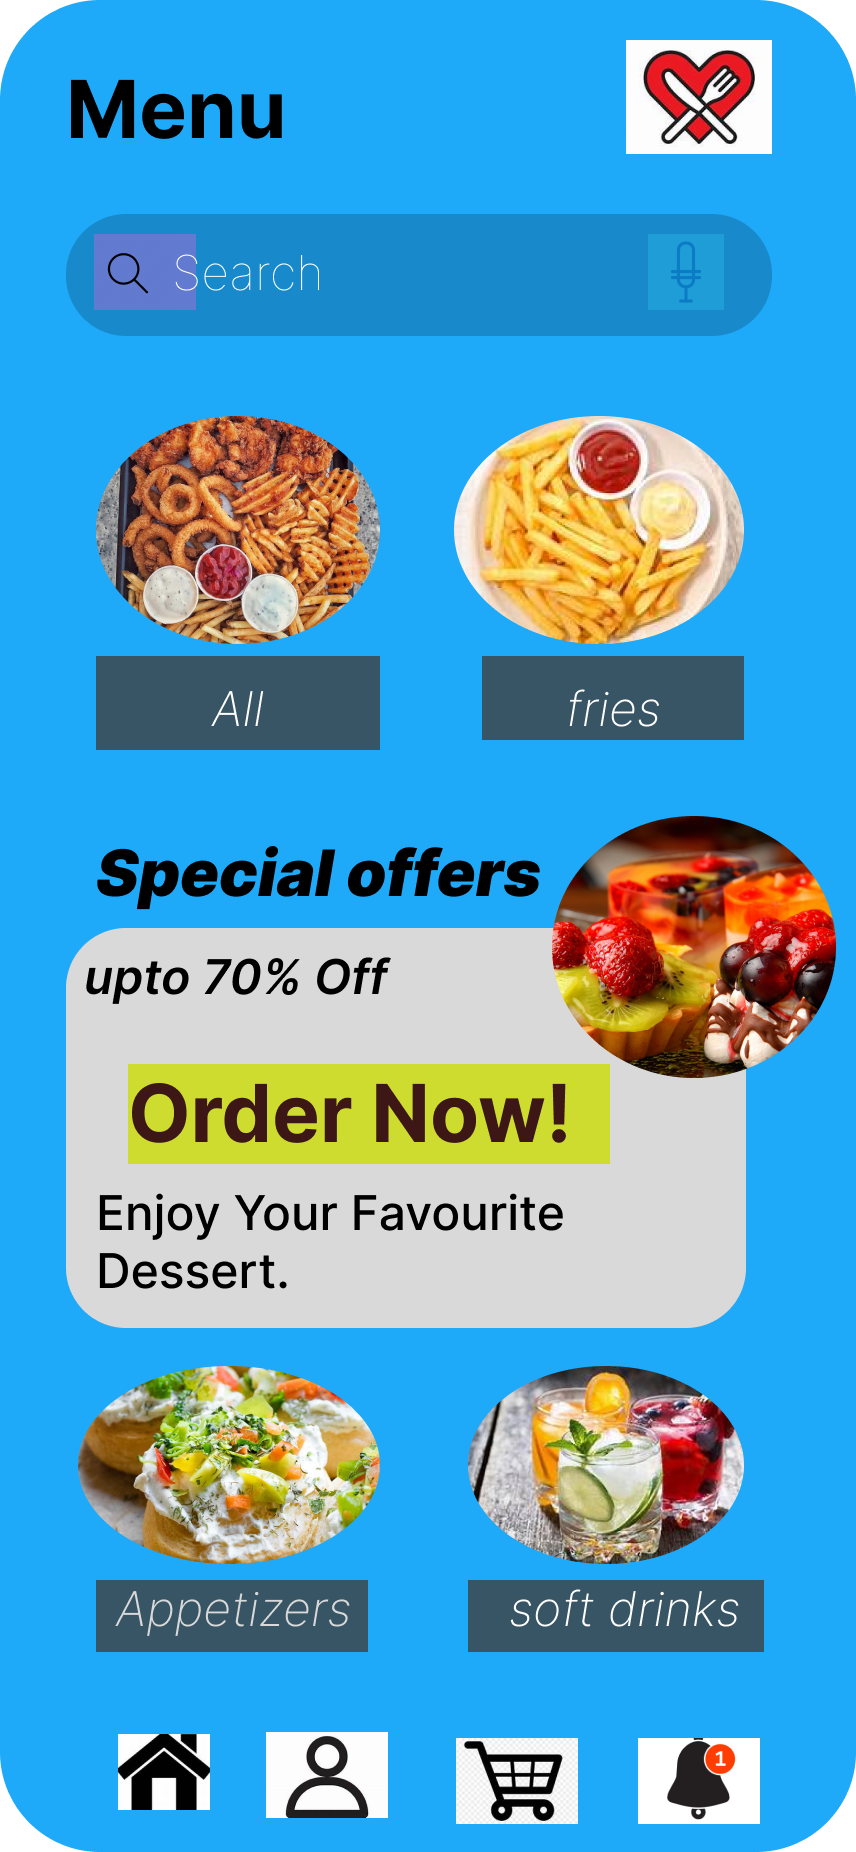 Menu
Search
All
fries
Special offers
upto 70% Off
Order Now!
Enjoy Your Favourite
Dessert.
Appetizers
soft drinks
1